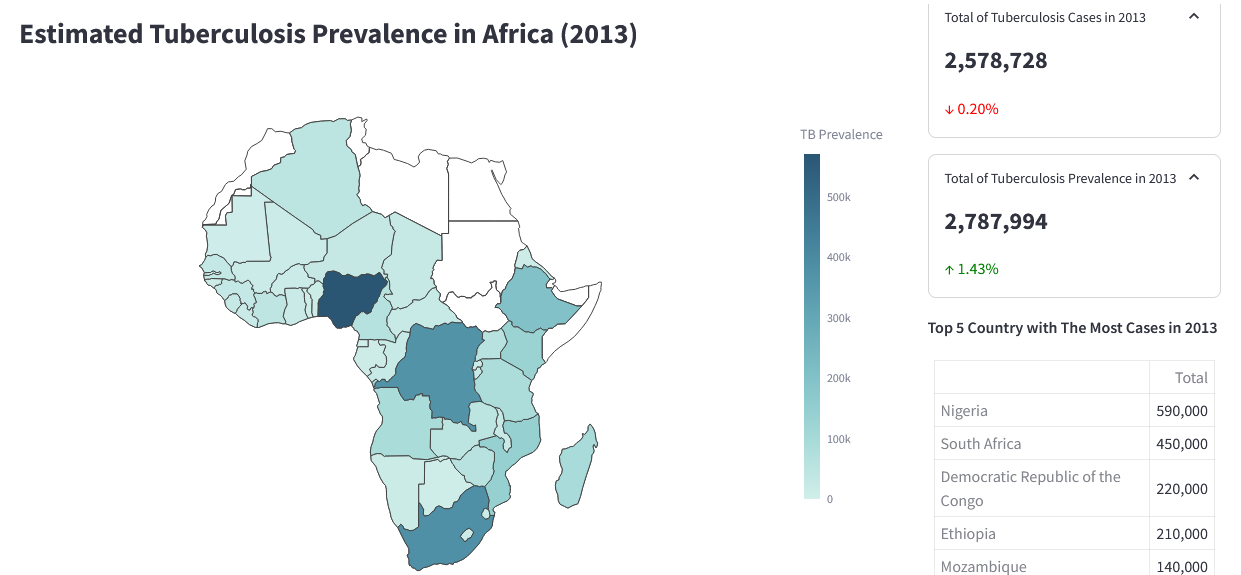 Estimated Tuberculosis Prevalence in Africa (2013)
TB Prevalence
500k
400k
300k
200k
100k
0
Total of Tuberculosis Cases in 2013
2,578,728
↓ 0.20%
Total of Tuberculosis Prevalence in 2013
2,787,994
↑ 1.43%
Top 5 Country with The Most Cases in 2013
Total
Nigeria 590,000
South Africa 450,000
Democratic Republic of the
Congo 220,000
Ethiopia 210,000
Mozambique 140,000